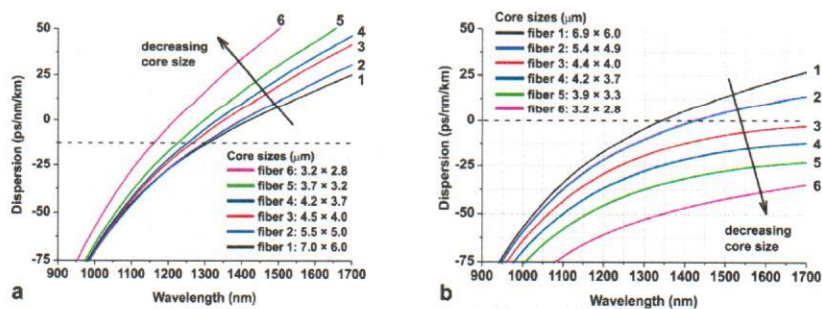 50
25
0
-25
-50
-75
Dispersion (ps/nm/km)
decreasing
core size
6
5
4
3
2
1
Core sizes (μm)
fiber 6: 3.2 × 2.8
fiber 5: 3.7 × 3.2
fiber 4: 4.2 × 3.7
fiber 3: 4.5 × 4.0
fiber 2: 5.5 × 5.0
fiber 1: 7.0 × 6.0
900 1000 1100 1200 1300 1400 1500 1600 1700
Wavelength (nm)
a
50
25
0
-25
-50
-75
Dispersion (ps/nm/km)
Core sizes (μm)
fiber 1: 6.9 × 6.0
fiber 2: 5.4 × 4.9
fiber 3: 4.4 × 4.0
fiber 4: 4.2 × 3.7
fiber 5: 3.9 × 3.3
fiber 6: 3.2 × 2.8
1
2
3
4
5
6
decreasing
core size
900 1000 1100 1200 1300 1400 1500 1600 1700
Wavelength (nm)
b